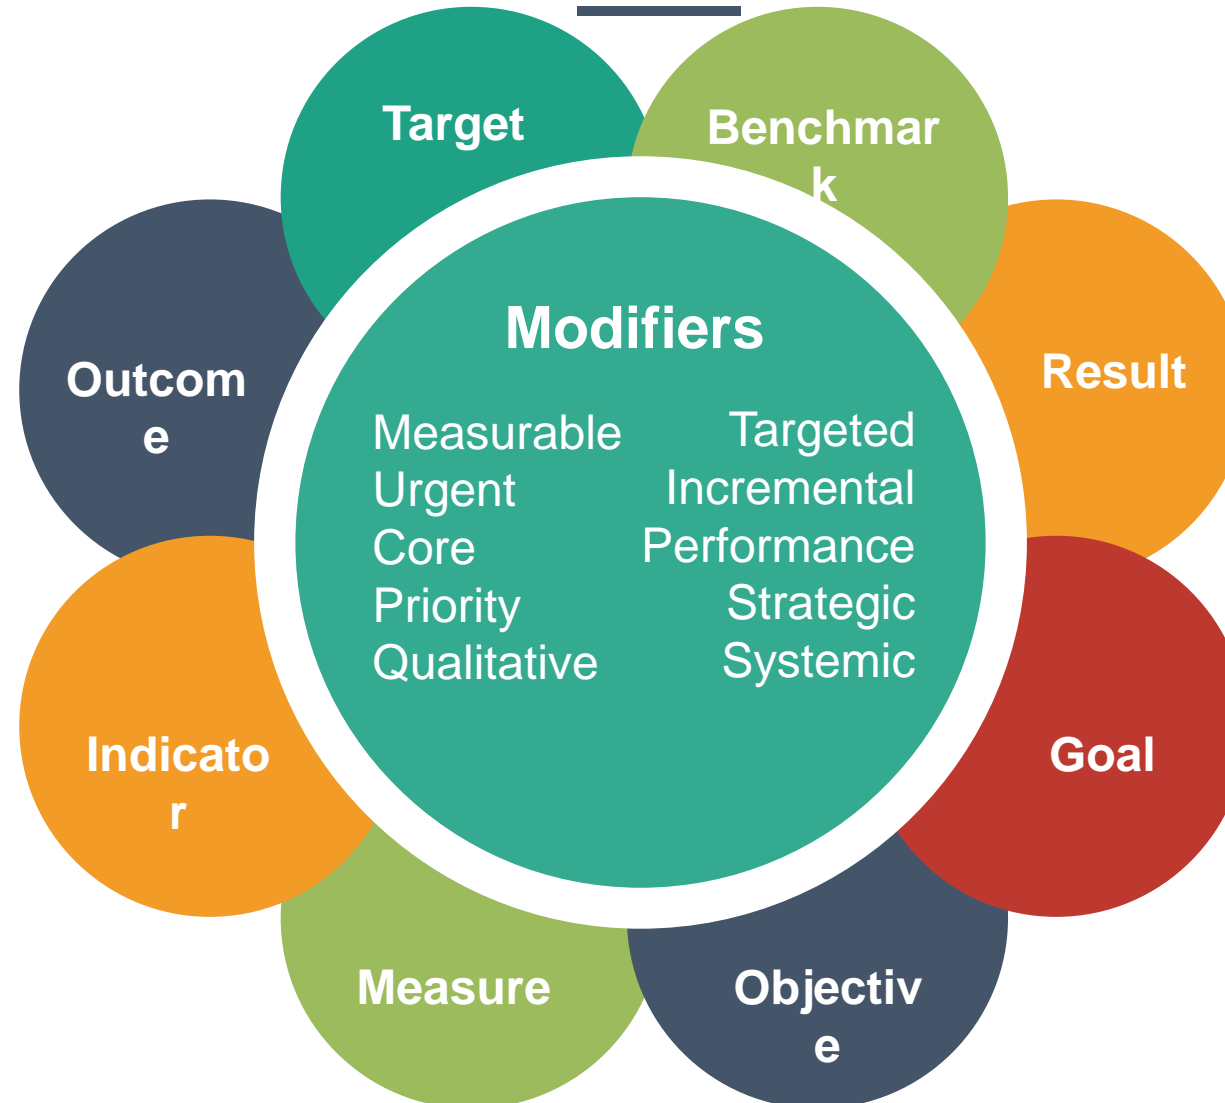 Target
Benchmar
k
Result
Goal
Objectiv
e
Measure
Indicato
r
Outcom
e
Modifiers
Measurable
Urgent
Core
Priority
Qualitative
Targeted
Incremental
Performance
Strategic
Systemic